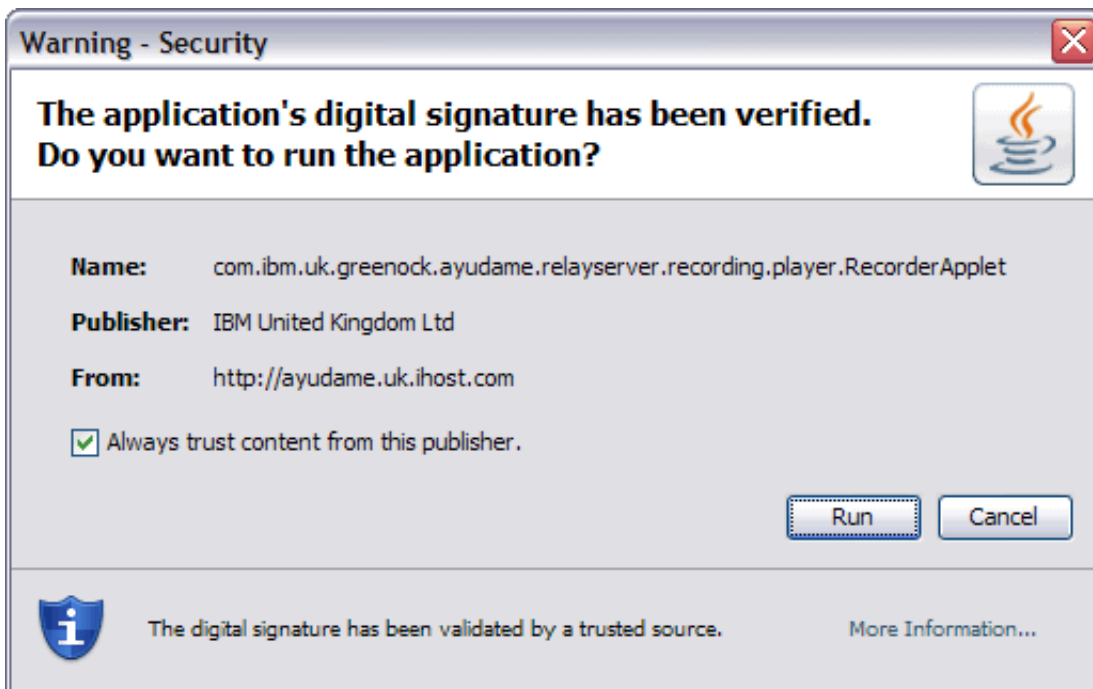 Warning - Security
The application's digital signature has been verified.
Do you want to run the application?
Name: com.ibm.uk.greenock.ayudame.relayserver.recording.player.RecorderApplet
Publisher: IBM United Kingdom Ltd
From: http://ayudame.uk.ihost.com
Always trust content from this publisher.
Run Cancel
The digital signature has been validated by a trusted source. More Information...